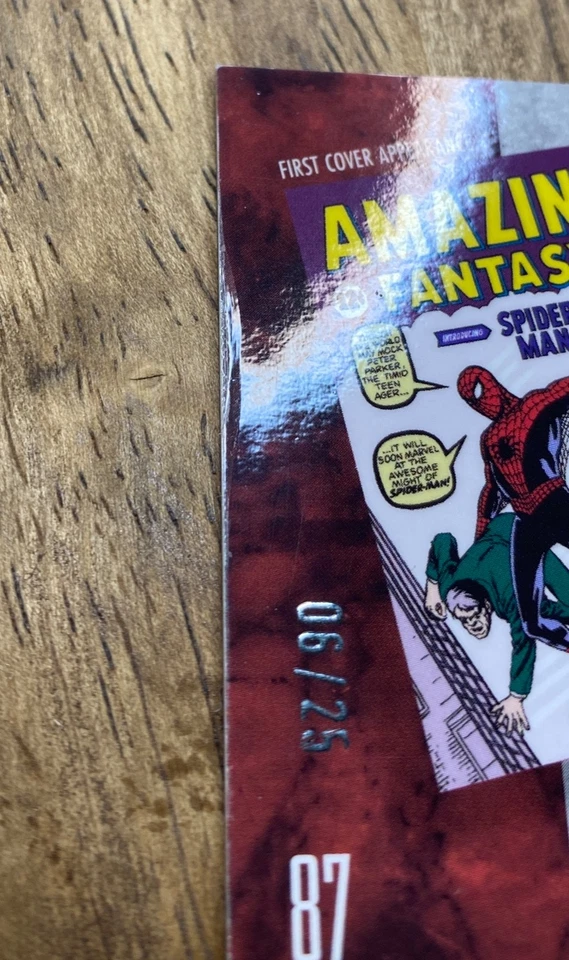 FIRST COVER APPEARANCE
AMAZIN
FANTAS
INTRODUCING
SPIDER
MAN
MAY MOCK
PETER
PARKER,
THE TIMID
TEEN
AGER...
...IT WILL
SOON MARVEL
AT THE
AWESOME
MIGHT OF
SPIDER-MAN!
06/25
87